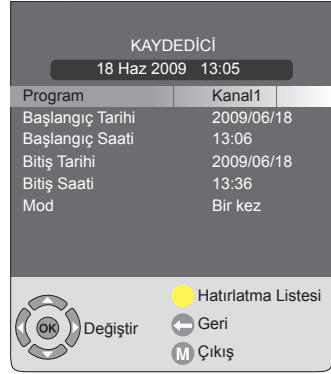 KAYDEDİCİ
18 Haz 2009 13:05
Program Kanal1
Başlangıç Tarihi 2009/06/18
Başlangıç Saati 13:06
Bitiş Tarihi 2009/06/18
Bitiş Saati 13:36
Mod Bir kez
Hatırlatma Listesi
OK Değiştir
Geri
M Çıkış